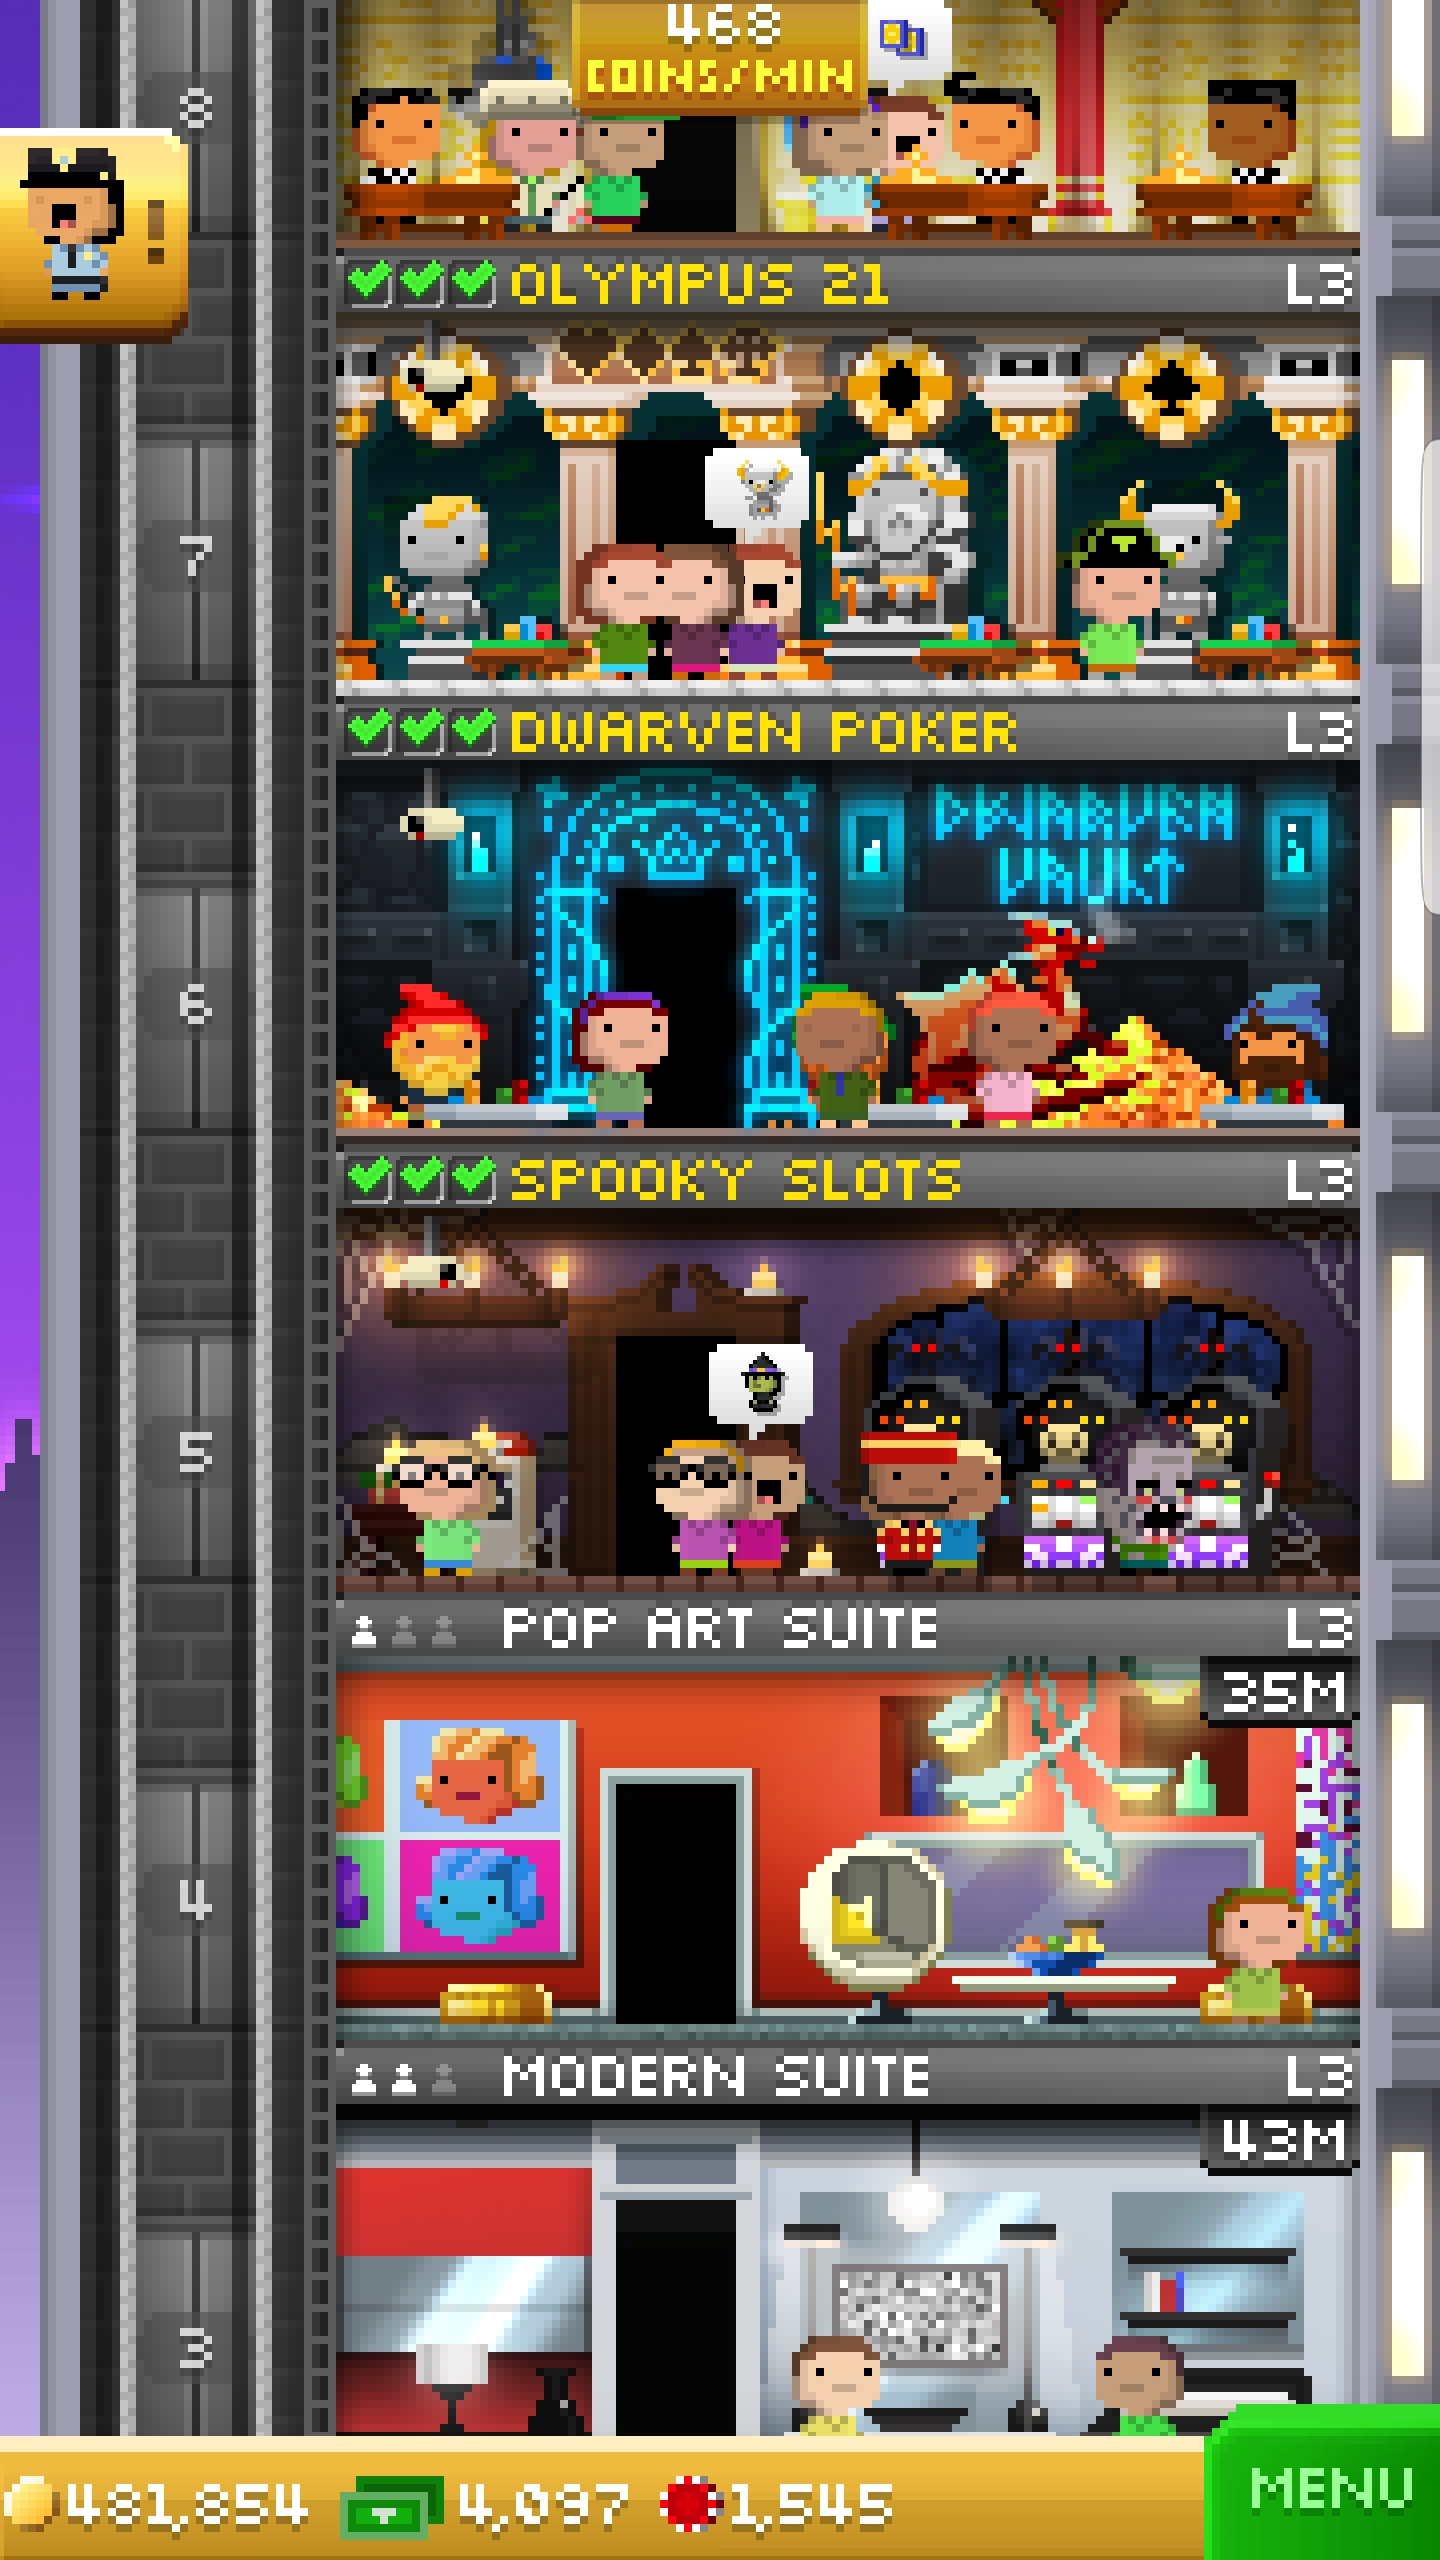 468
COINS/MIN
8
!
OLYMPUS 21 L3
7
DWARVEN POKER L3
DWARVEN
VAULT
6
SPOOKY SLOTS L3
5
POP ART SUITE L3
35M
4
MODERN SUITE L3
43M
3
481,854 4,097 1,545 MENU